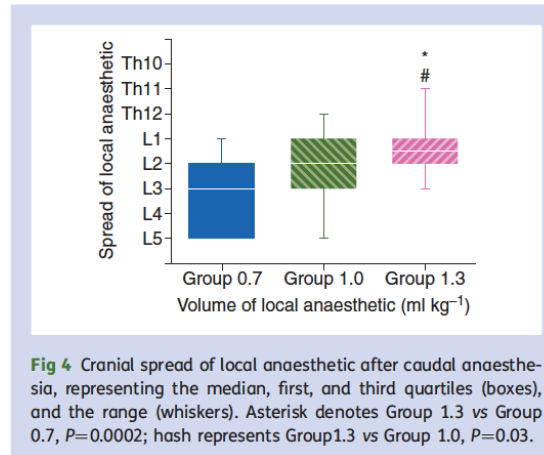 Spread of local anaesthetic
Th10
Th11
Th12
L1
L2
L3
L4
L5
*
#
Group 0.7 Group 1.0 Group 1.3
Volume of local anaesthetic (ml kg⁻¹)
Fig 4 Cranial spread of local anaesthetic after caudal anaesthe-
sia, representing the median, first, and third quartiles (boxes),
and the range (whiskers). Asterisk denotes Group 1.3 vs Group
0.7, P=0.0002; hash represents Group1.3 vs Group 1.0, P=0.03.